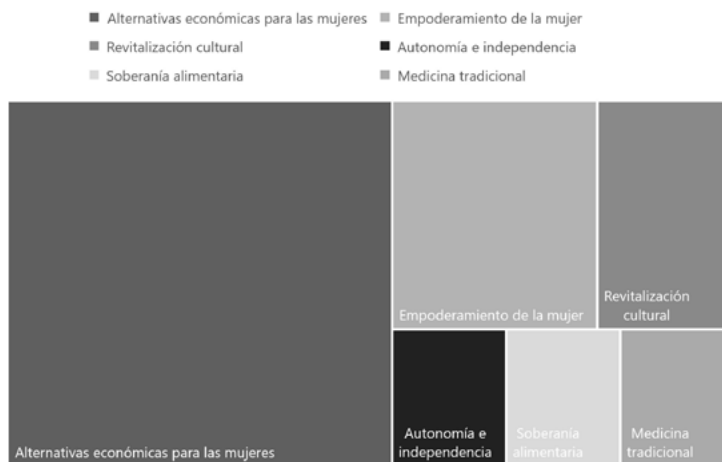 Alternativas económicas para las mujeres
Empoderamiento de la mujer
Revitalización cultural
Autonomía e independencia
Soberanía alimentaria
Medicina tradicional
Empoderamiento de la mujer
Revitalización
cultural
Alternativas económicas para las mujeres
Autonomía e
independencia
Soberanía
alimentaria
Medicina
tradicional